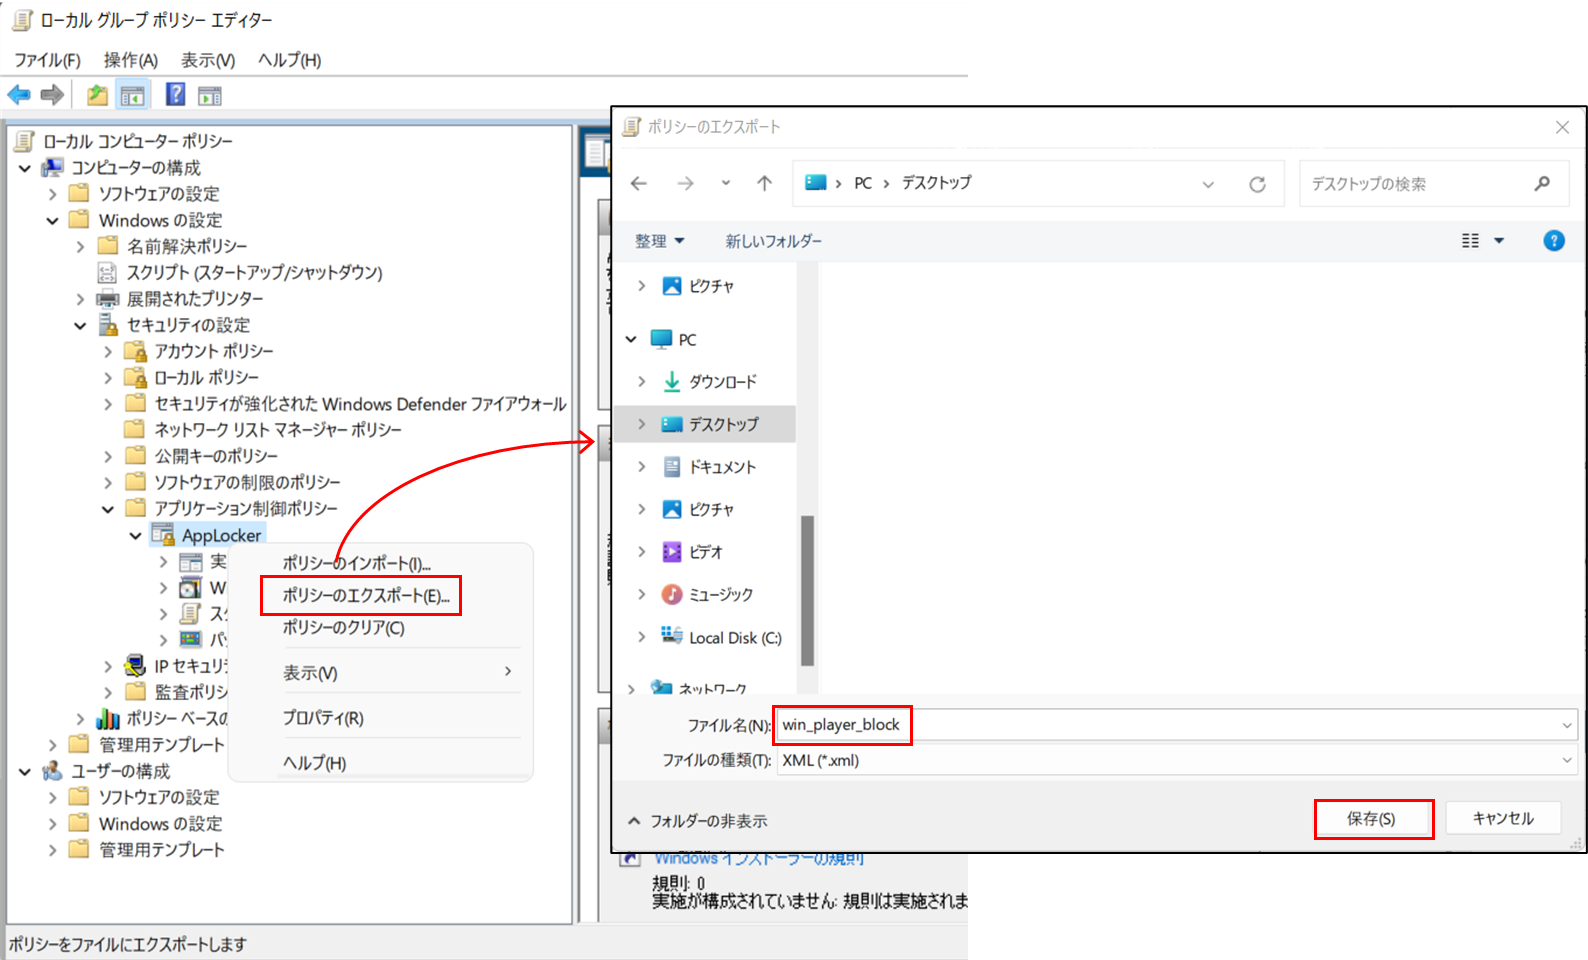 ローカル グループ ポリシー エディター
ファイル(F) 操作(A) 表示(V) ヘルプ(H)
ローカル コンピューター ポリシー
コンピューターの構成
ソフトウェアの設定
Windows の設定
名前解決ポリシー
スクリプト (スタートアップ/シャットダウン)
展開されたプリンター
セキュリティの設定
アカウント ポリシー
ローカル ポリシー
セキュリティが強化された Windows Defender ファイアウォール
ネットワーク リスト マネージャー ポリシー
公開キーのポリシー
ソフトウェアの制限のポリシー
アプリケーション制御ポリシー
AppLocker
実
W
スク
パッ
IP セキュリ
監査ポリシ
ポリシー ベースの
管理用テンプレート
ユーザーの構成
ソフトウェアの設定
Windows の設定
管理用テンプレート
ポリシーのインポート(I)...
ポリシーのエクスポート(E)...
ポリシーのクリア(C)
表示(V)
プロパティ(R)
ヘルプ(H)
ポリシーのエクスポート
PC デスクトップ
デスクトップの検索
整理 新しいフォルダー
ピクチャ
PC
ダウンロード
デスクトップ
ドキュメント
ピクチャ
ビデオ
ミュージック
Local Disk (C:)
ネットワーク
ファイル名(N): win_player_block
ファイルの種類(T): XML (*.xml)
フォルダーの非表示
保存(S) キャンセル
Windows インストーラーの規則
規則: 0
実施が構成されていません: 規則は実施されま
ポリシーをファイルにエクスポートします